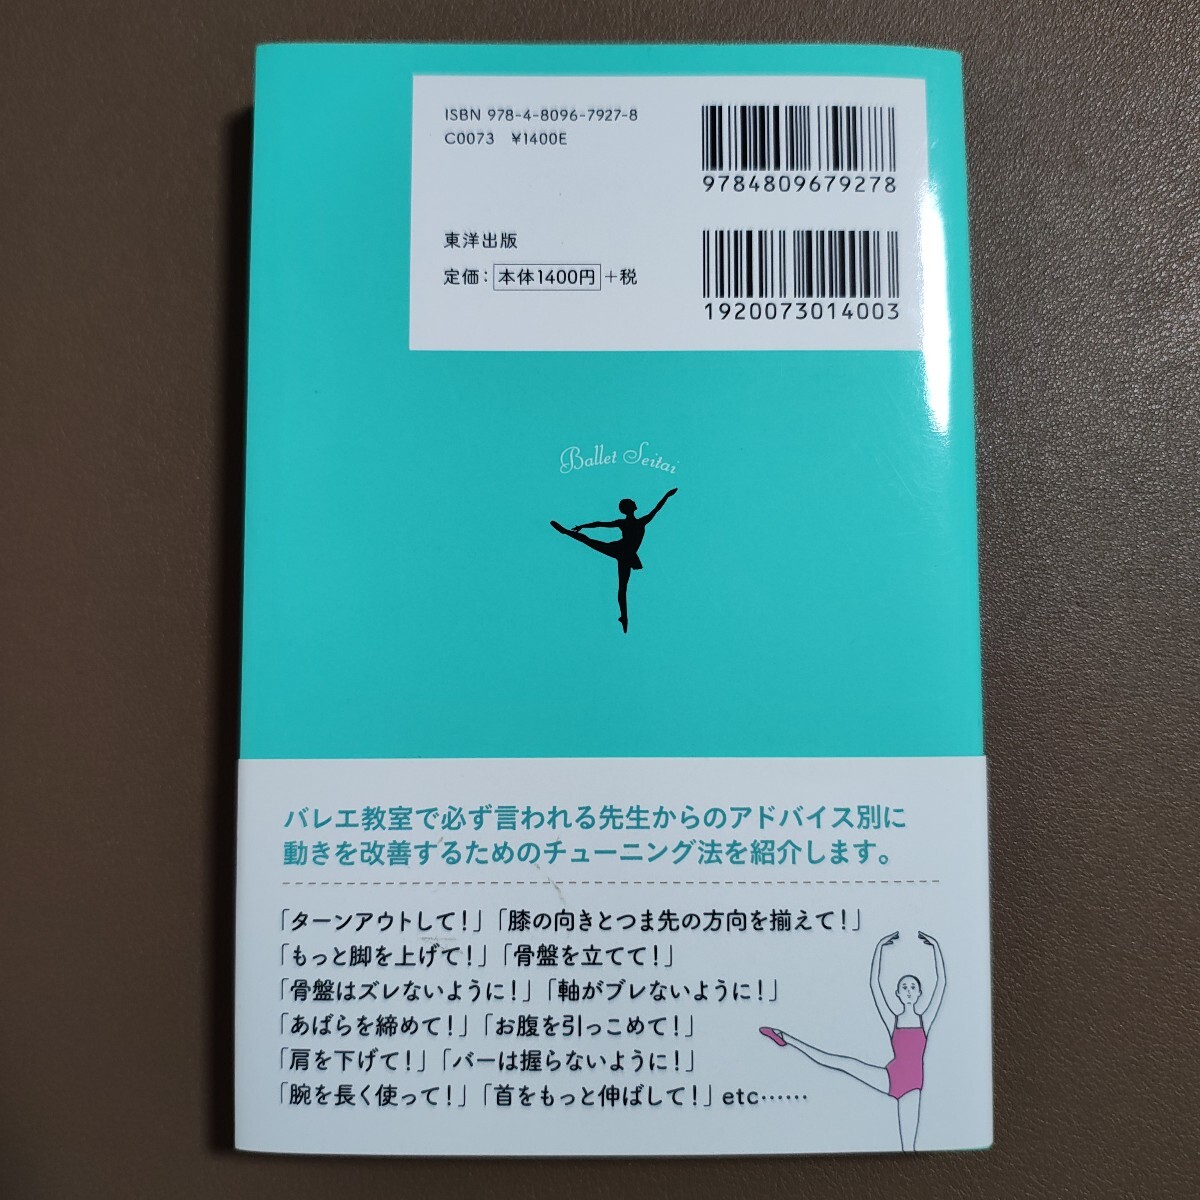 ISBN 978-4-8096-7927-8
C0073 ¥1400E
9784809679278
東洋出版
定価：本体1400円＋税
1920073014003
Ballet Seitai
バレエ教室で必ず言われる先生からのアドバイス別に
動きを改善するためのチューニング法を紹介します。
「ターンアウトして！」「膝の向きとつま先の方向を揃えて！」
「もっと脚を上げて！」「骨盤を立てて！」
「骨盤はズレないように！」「軸がブレないように！」
「あばらを締めて！」「お腹を引っこめて！」
「肩を下げて！」「バーは握らないように！」
「腕を長く使って！」「首をもっと伸ばして！」etc……